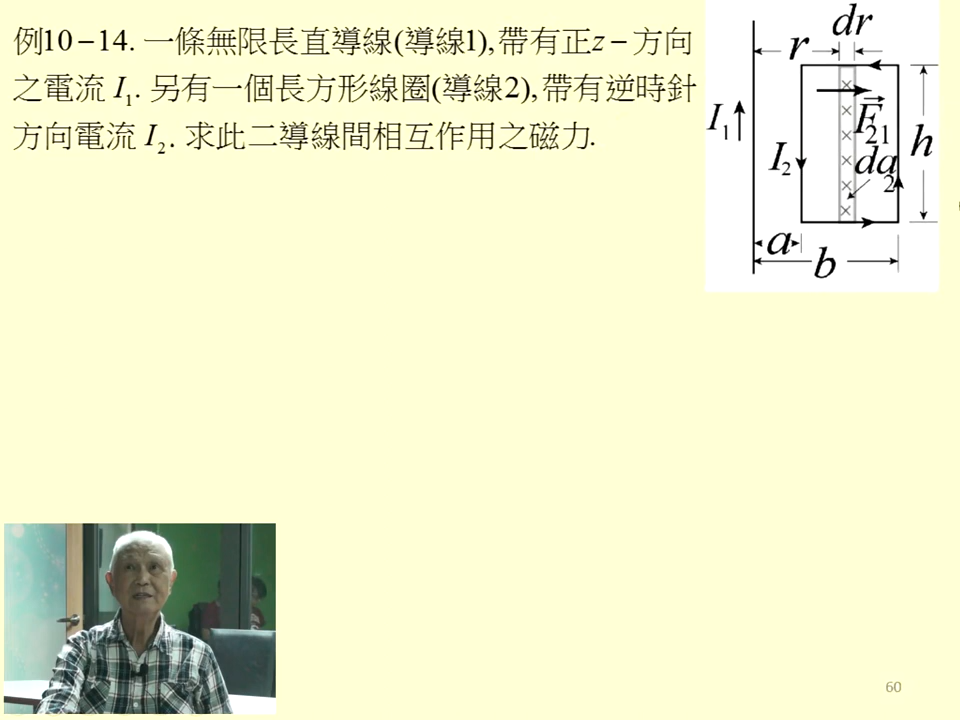 例10－14. 一條無限長直導線(導線1),帶有正z－方向
之電流 I₁. 另有一個長方形線圈(導線2),帶有逆時針
方向電流 I₂. 求此二導線間相互作用之磁力.
dr
r
I₁
F⃗₂₁
I₂
da₂
h
a
b
60